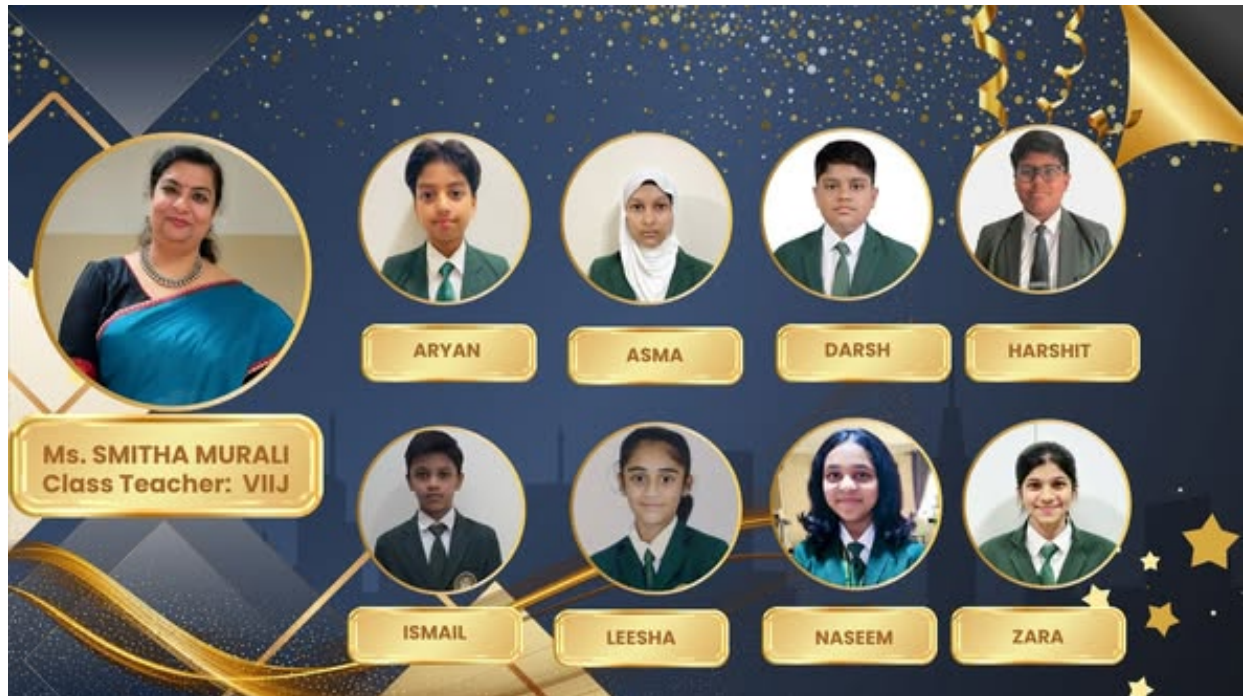 Ms. SMITHA MURALI
Class Teacher: VIIJ
ARYAN
ASMA
DARSH
HARSHIT
ISMAIL
LEESHA
NASEEM
ZARA